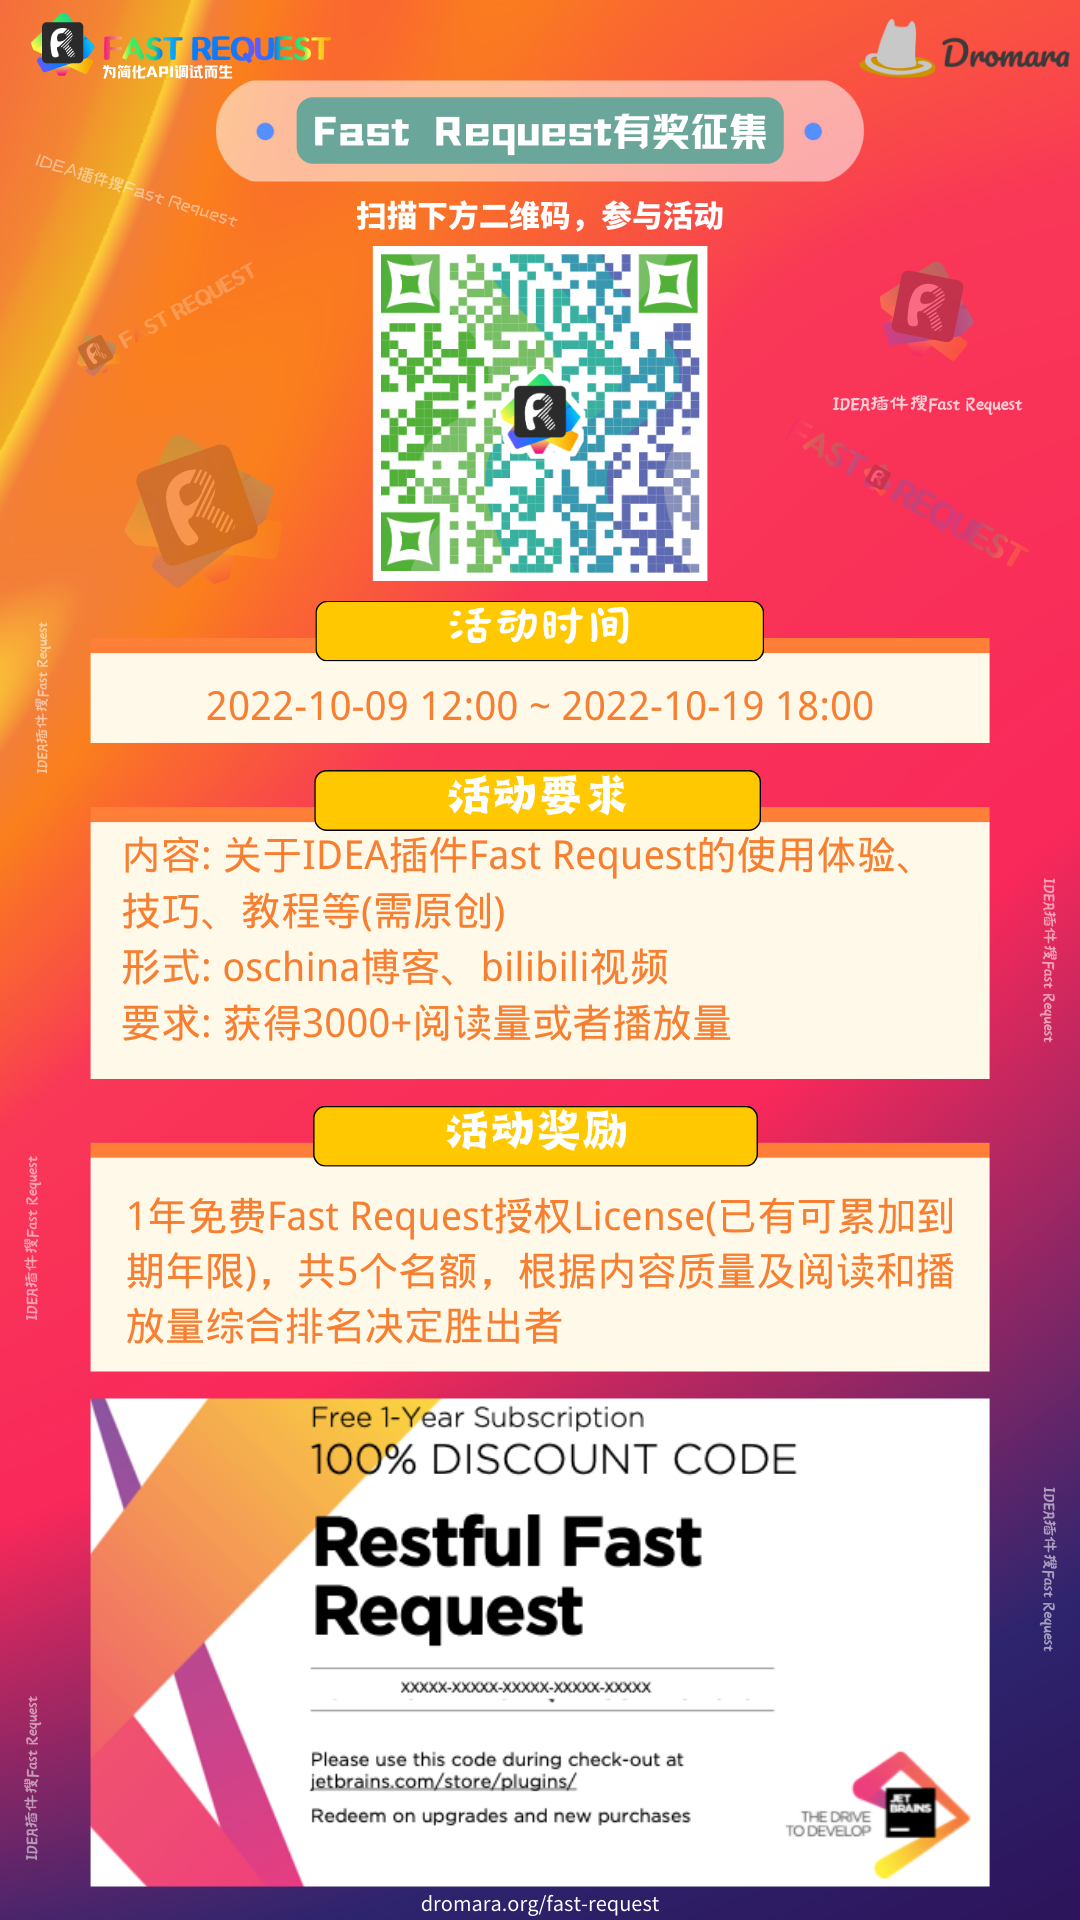 FAST REQUEST
为简化API调试而生
Dromara
Fast Request有奖征集
IDEA插件搜Fast Request
扫描下方二维码，参与活动
FAST REQUEST
IDEA插件搜Fast Request
FAST REQUEST
活动时间
IDEA插件搜Fast Request
2022-10-09 12:00 ~ 2022-10-19 18:00
活动要求
内容: 关于IDEA插件Fast Request的使用体验、
技巧、教程等(需原创)
形式: oschina博客、bilibili视频
要求: 获得3000+阅读量或者播放量
IDEA插件搜Fast Request
活动奖励
IDEA插件搜Fast Request
1年免费Fast Request授权License(已有可累加到
期年限)，共5个名额，根据内容质量及阅读和播
放量综合排名决定胜出者
Free 1-Year Subscription
100% DISCOUNT CODE
Restful Fast
Request
IDEA插件搜Fast Request
XXXXX-XXXXX-XXXXX-XXXXX-XXXXX
IDEA插件搜Fast Request
Please use this code during check-out at
jetbrains.com/store/plugins/
Redeem on upgrades and new purchases
THE DRIVE
TO DEVELOP
JET
BRAINS
dromara.org/fast-request